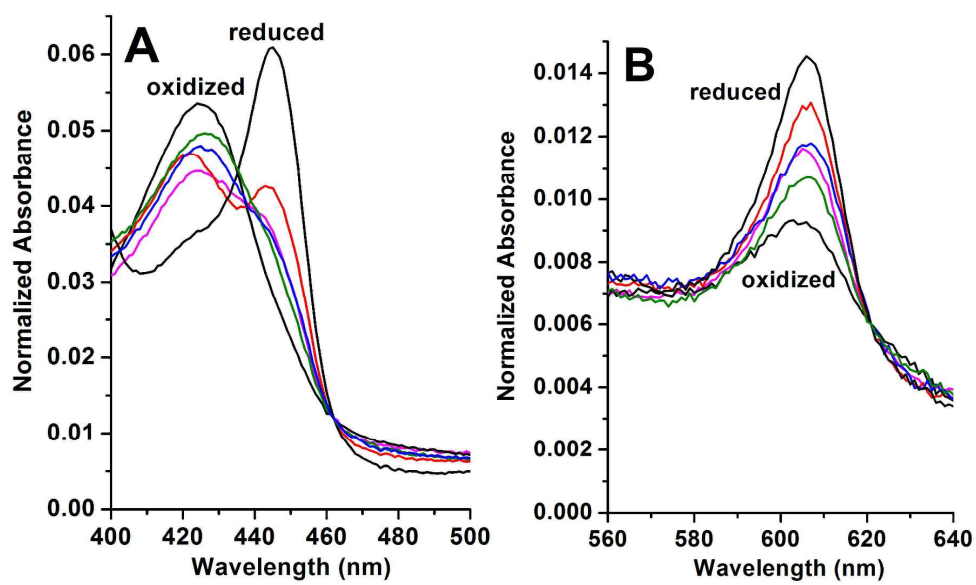 A
reduced
oxidized
0.06
0.05
0.04
0.03
0.02
0.01
0.00
Normalized Absorbance
400 420 440 460 480 500
Wavelength (nm)
B
reduced
oxidized
0.014
0.012
0.010
0.008
0.006
0.004
0.002
0.000
Normalized Absorbance
560 580 600 620 640
Wavelength (nm)